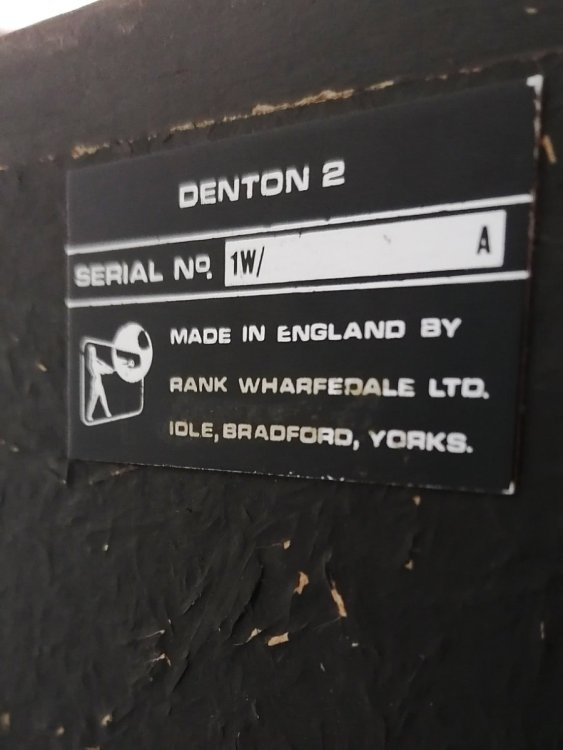 DENTON 2
SERIAL Nº. 1W/ A
MADE IN ENGLAND BY
RANK WHARFEDALE LTD.
IDLE, BRADFORD, YORKS.